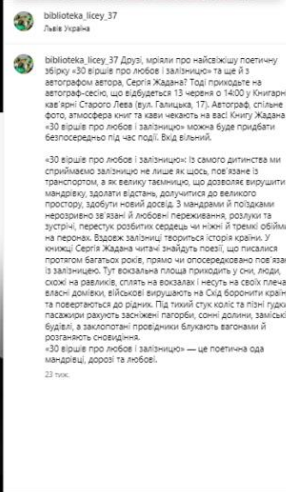 biblioteka_licey_37
Львів Україна
biblioteka_licey_37 Друзі, мріяли про найсвіжішу поетичну
збірку «30 віршів про любов і залізницю» та ще й з
автографом автора, Сергія Жадана? Тоді приходьте на
автограф-сесію, що відбудеться 13 червня о 14:00 у Книгарн
кав'ярні Старого Лева (вул. Галицька, 17). Автограф, спільне
фото, атмосфера книг та кави чекають на вас! Книгу Жадана
«30 віршів про любов і залізницю» можна буде придбати
безпосередньо під час події. Вхід вільний.
«30 віршів про любов і залізницю»: Із самого дитинства ми
сприймаємо залізницю не лише як щось, пов'язане із
транспортом, а як велику таємницю, що дозволяє вирушити
мандрівку, здолати відстань, долучитися до великого
простору, здобути новий досвід. З мандрами й поїздками
нерозривно зв'язані й любовні переживання, розлуки та
зустрічі, перестук розбитих сердець чи ніжні й тремкі обійми
на перонах. Вздовж залізниці твориться історія країни. У
книжці Сергія Жадана читачі знайдуть поезії, що писалися
протягом багатьох років, прямо чи опосередковано пов'язан
із залізницею. Тут вокзальна площа приходить у сни, люди,
схожі на равликів, сплять на вокзалах і несуть на своїх плеча
власні домівки, військові вирушають на Схід боронити країн
та повертаються до рідних. Під тихий стук коліс та пізні гудки
пасажири рахують засніжені пагорби, сонні долини, заміські
будівлі, а заклопотані провідники блукають вагонами й
розганяють сновидіння.
«30 віршів про любов і залізницю» — це поетична ода
мандрівці, дорозі та любові.
23 тиж.